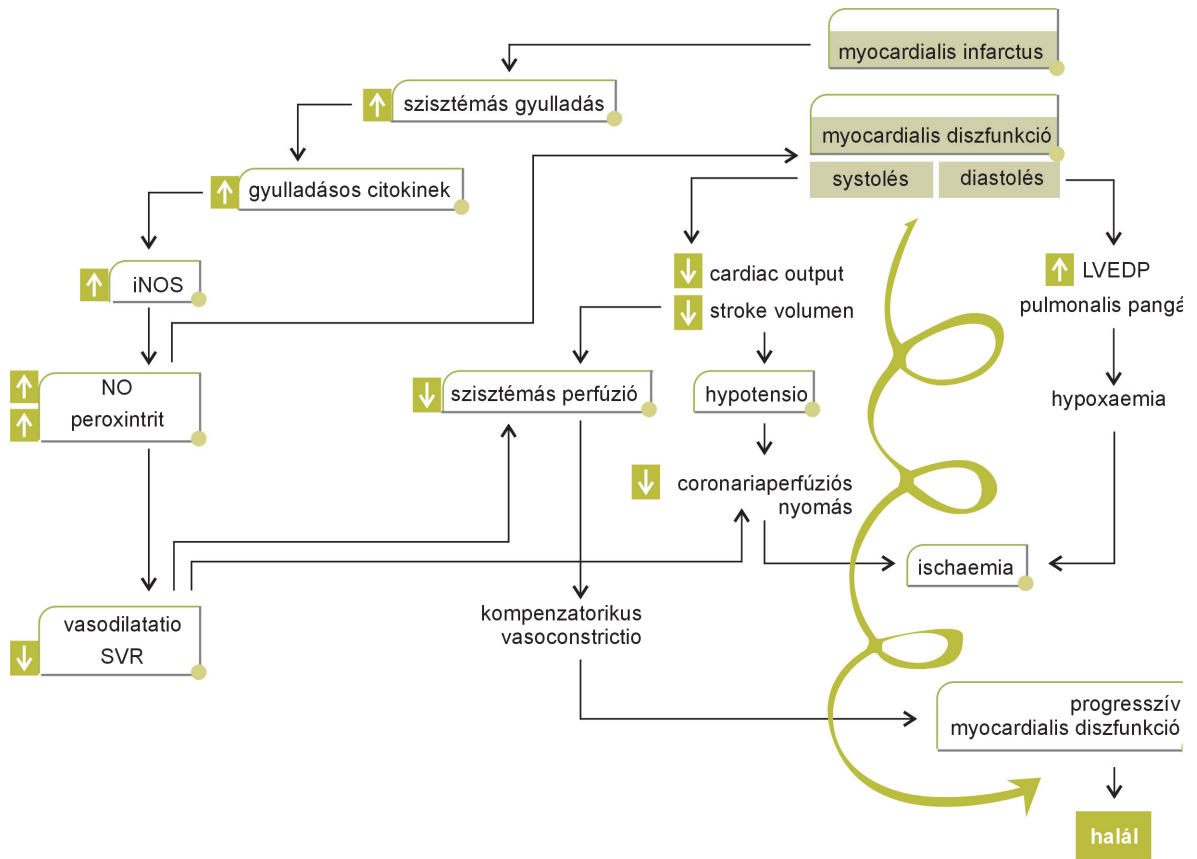 myocardialis infarctus
szisztémás gyulladás
myocardialis diszfunkció
systolés
diastolés
gyulladásos citokinek
iNOS
cardiac output
stroke volumen
LVEDP
pulmonalis pangá
NO
peroxintrit
szisztémás perfúzió
hypotensio
hypoxaemia
coronariaperfúziós
nyomás
ischaemia
vasodilatatio
SVR
kompenzatorikus
vasoconstrictio
progresszív
myocardialis diszfunkció
halál